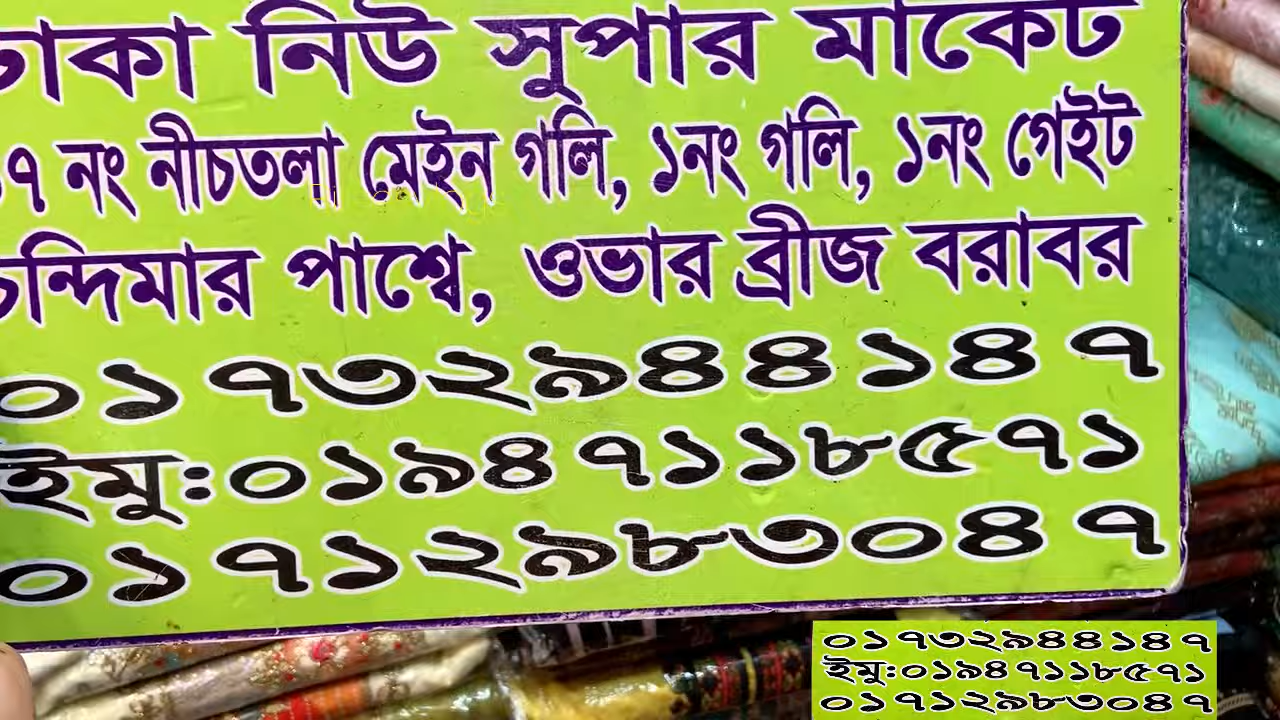 ঢাকা নিউ সুপার মার্কেট
৭ নং নীচতলা মেইন গলি, ১নং গলি, ১নং গেইট
চন্দিমার পার্শ্বে, ওভার ব্রীজ বরাবর
০১৭৩২৯৪৪১৪৭
ইমু:০১৯৪৭১১৮৫৭১
০১৭১২৯৮৩০৪৭
০১৭৩২৯৪৪১৪৭
ইমু:০১৯৪৭১১৮৫৭১
০১৭১২৯৮৩০৪৭